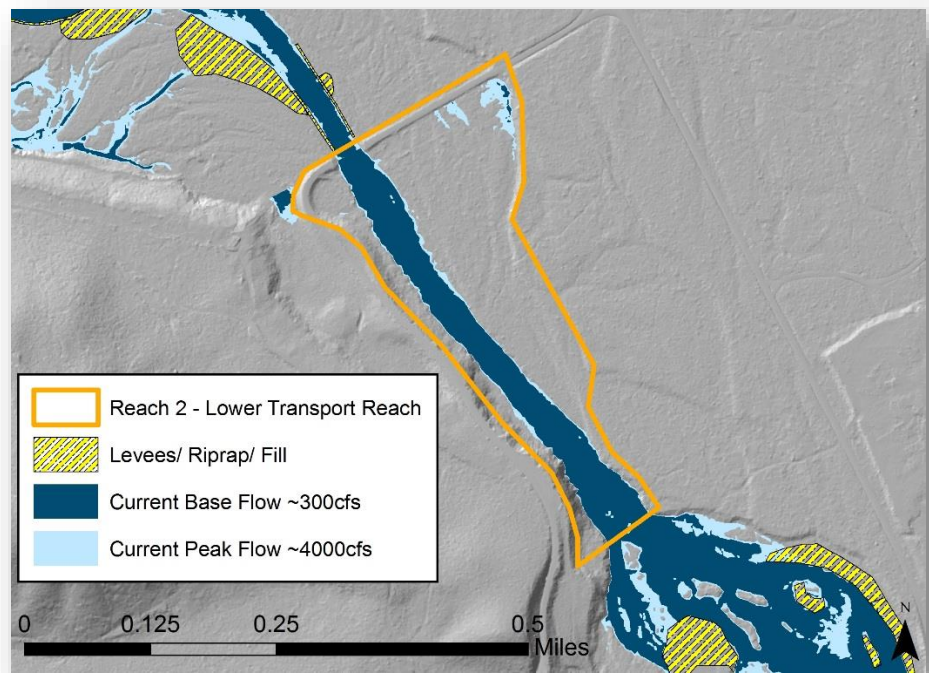 Reach 2 - Lower Transport Reach
Levees/ Riprap/ Fill
Current Base Flow ~300cfs
Current Peak Flow ~4000cfs
0 0.125 0.25 0.5
Miles
N